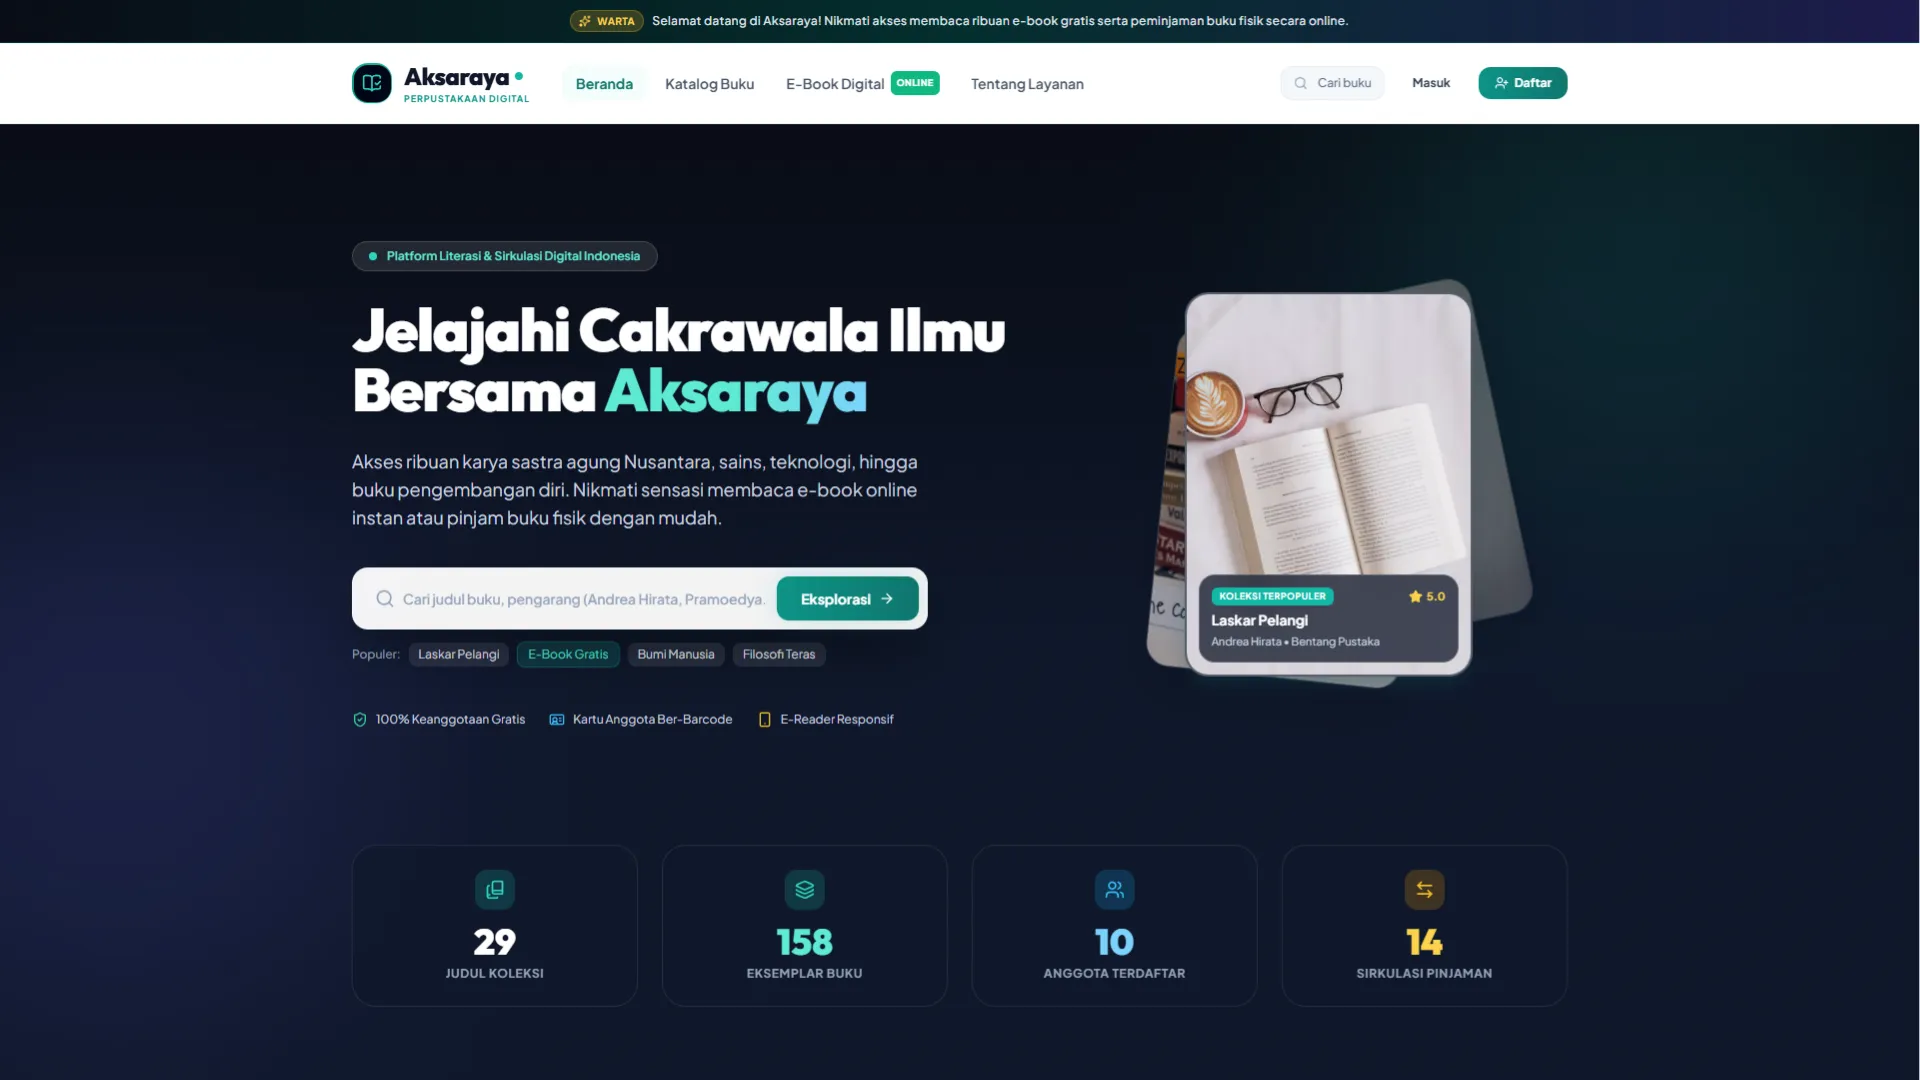 WARTA
Selamat datang di Aksaraya! Nikmati akses membaca ribuan e-book gratis serta peminjaman buku fisik secara online.
Aksaraya
PERPUSTAKAAN DIGITAL
Beranda
Katalog Buku
E-Book Digital
ONLINE
Tentang Layanan
Cari buku
Masuk
Daftar
Platform Literasi & Sirkulasi Digital Indonesia
Jelajahi Cakrawala Ilmu
Bersama Aksaraya
Akses ribuan karya sastra agung Nusantara, sains, teknologi, hingga
buku pengembangan diri. Nikmati sensasi membaca e-book online
instan atau pinjam buku fisik dengan mudah.
Cari judul buku, pengarang (Andrea Hirata, Pramoedya.
Eksplorasi
Populer:
Laskar Pelangi
E-Book Gratis
Bumi Manusia
Filosofi Teras
100% Keanggotaan Gratis
Kartu Anggota Ber-Barcode
E-Reader Responsif
KOLEKSI TERPOPULER
5.0
Laskar Pelangi
Andrea Hirata • Bentang Pustaka
29
JUDUL KOLEKSI
158
EKSEMPLAR BUKU
10
ANGGOTA TERDAFTAR
14
SIRKULASI PINJAMAN